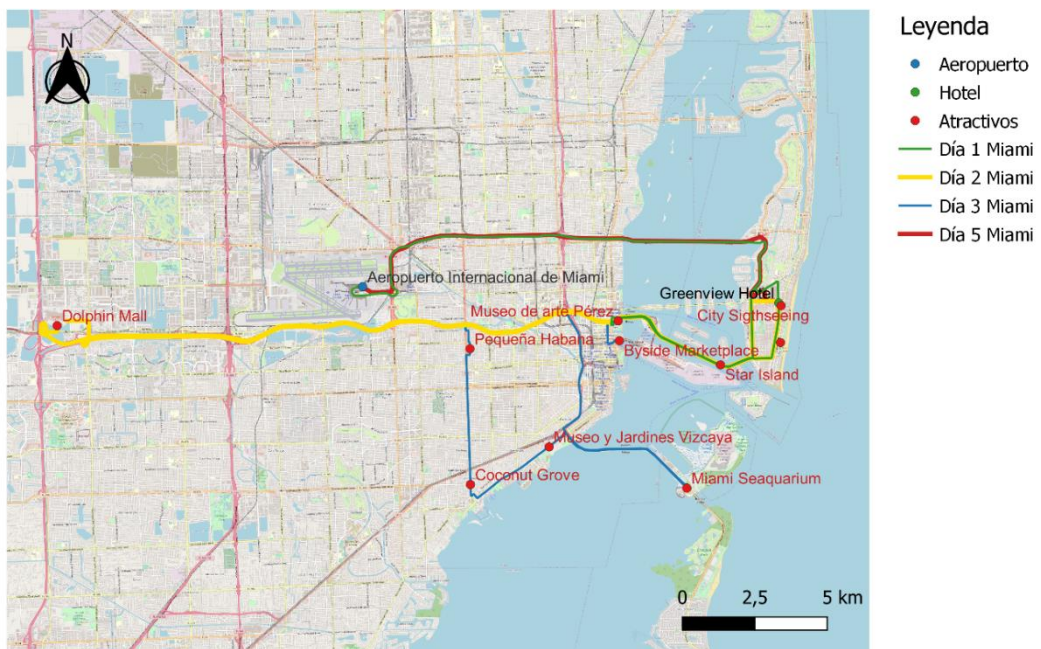 N
Aeropuerto Internacional de Miami
Greenview Hotel
Dolphin Mall
Museo de arte Pérez
City Sigthseeing
Pequeña Habana
Byside Marketplace
Star Island
Museo y Jardines Vizcaya
Coconut Grove
Miami Seaquarium
0 2,5 5 km
Leyenda
Aeropuerto
Hotel
Atractivos
Día 1 Miami
Día 2 Miami
Día 3 Miami
Día 5 Miami